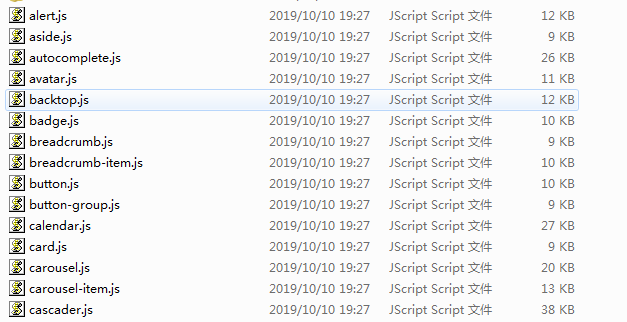 alert.js 2019/10/10 19:27 JScript Script 文件 12 KB
aside.js 2019/10/10 19:27 JScript Script 文件 9 KB
autocomplete.js 2019/10/10 19:27 JScript Script 文件 26 KB
avatar.js 2019/10/10 19:27 JScript Script 文件 11 KB
backtop.js 2019/10/10 19:27 JScript Script 文件 12 KB
badge.js 2019/10/10 19:27 JScript Script 文件 10 KB
breadcrumb.js 2019/10/10 19:27 JScript Script 文件 9 KB
breadcrumb-item.js 2019/10/10 19:27 JScript Script 文件 10 KB
button.js 2019/10/10 19:27 JScript Script 文件 10 KB
button-group.js 2019/10/10 19:27 JScript Script 文件 9 KB
calendar.js 2019/10/10 19:27 JScript Script 文件 27 KB
card.js 2019/10/10 19:27 JScript Script 文件 9 KB
carousel.js 2019/10/10 19:27 JScript Script 文件 20 KB
carousel-item.js 2019/10/10 19:27 JScript Script 文件 13 KB
cascader.js 2019/10/10 19:27 JScript Script 文件 38 KB